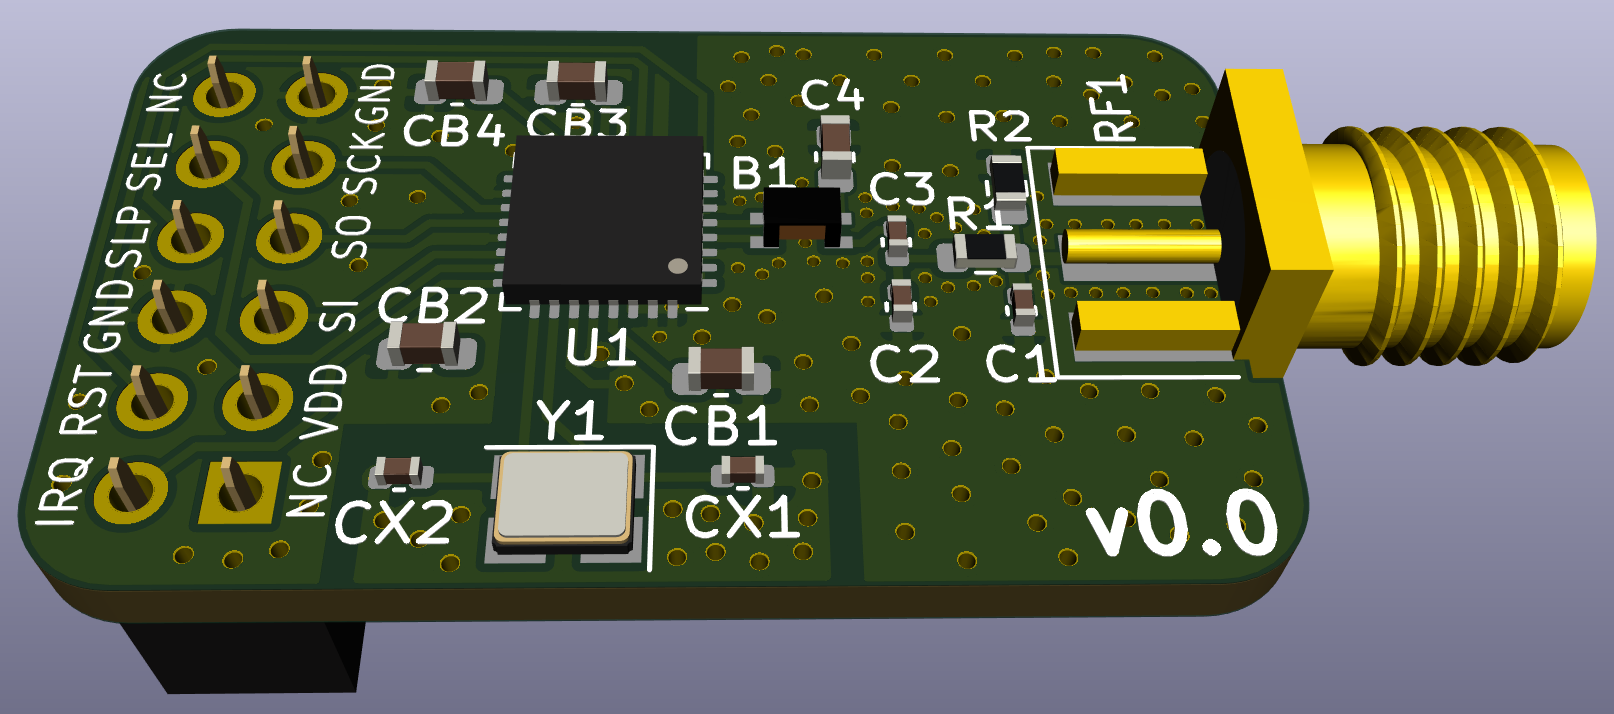 NC
GND
SEL
SCK
SLP
SO
GND
SI
RST
VDD
IRQ
NC
CB4
CB3
C4
R2
RF1
B1
C3
R1
CB2
U1
C2
C1
Y1
CB1
CX2
CX1
v0.0